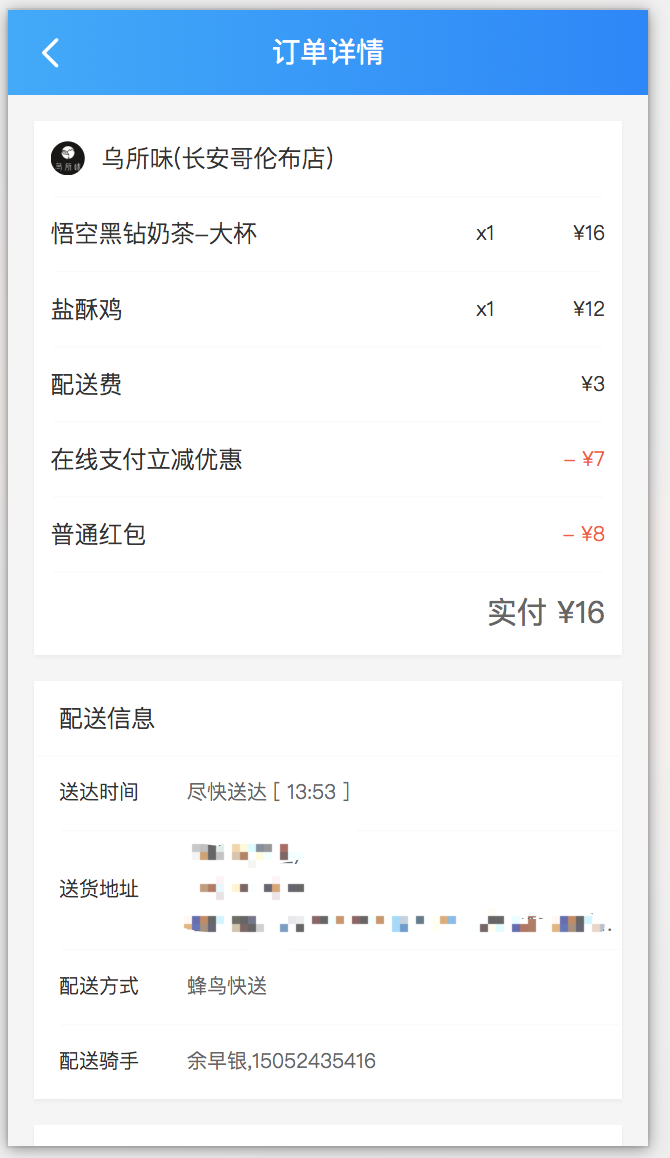 订单详情
乌所味
乌所味(长安哥伦布店)
悟空黑钻奶茶–大杯 x1 ¥16
盐酥鸡 x1 ¥12
配送费 ¥3
在线支付立减优惠 – ¥7
普通红包 – ¥8
实付 ¥16
配送信息
送达时间 尽快送达 [ 13:53 ]
送货地址
配送方式 蜂鸟快送
配送骑手 余早银,15052435416